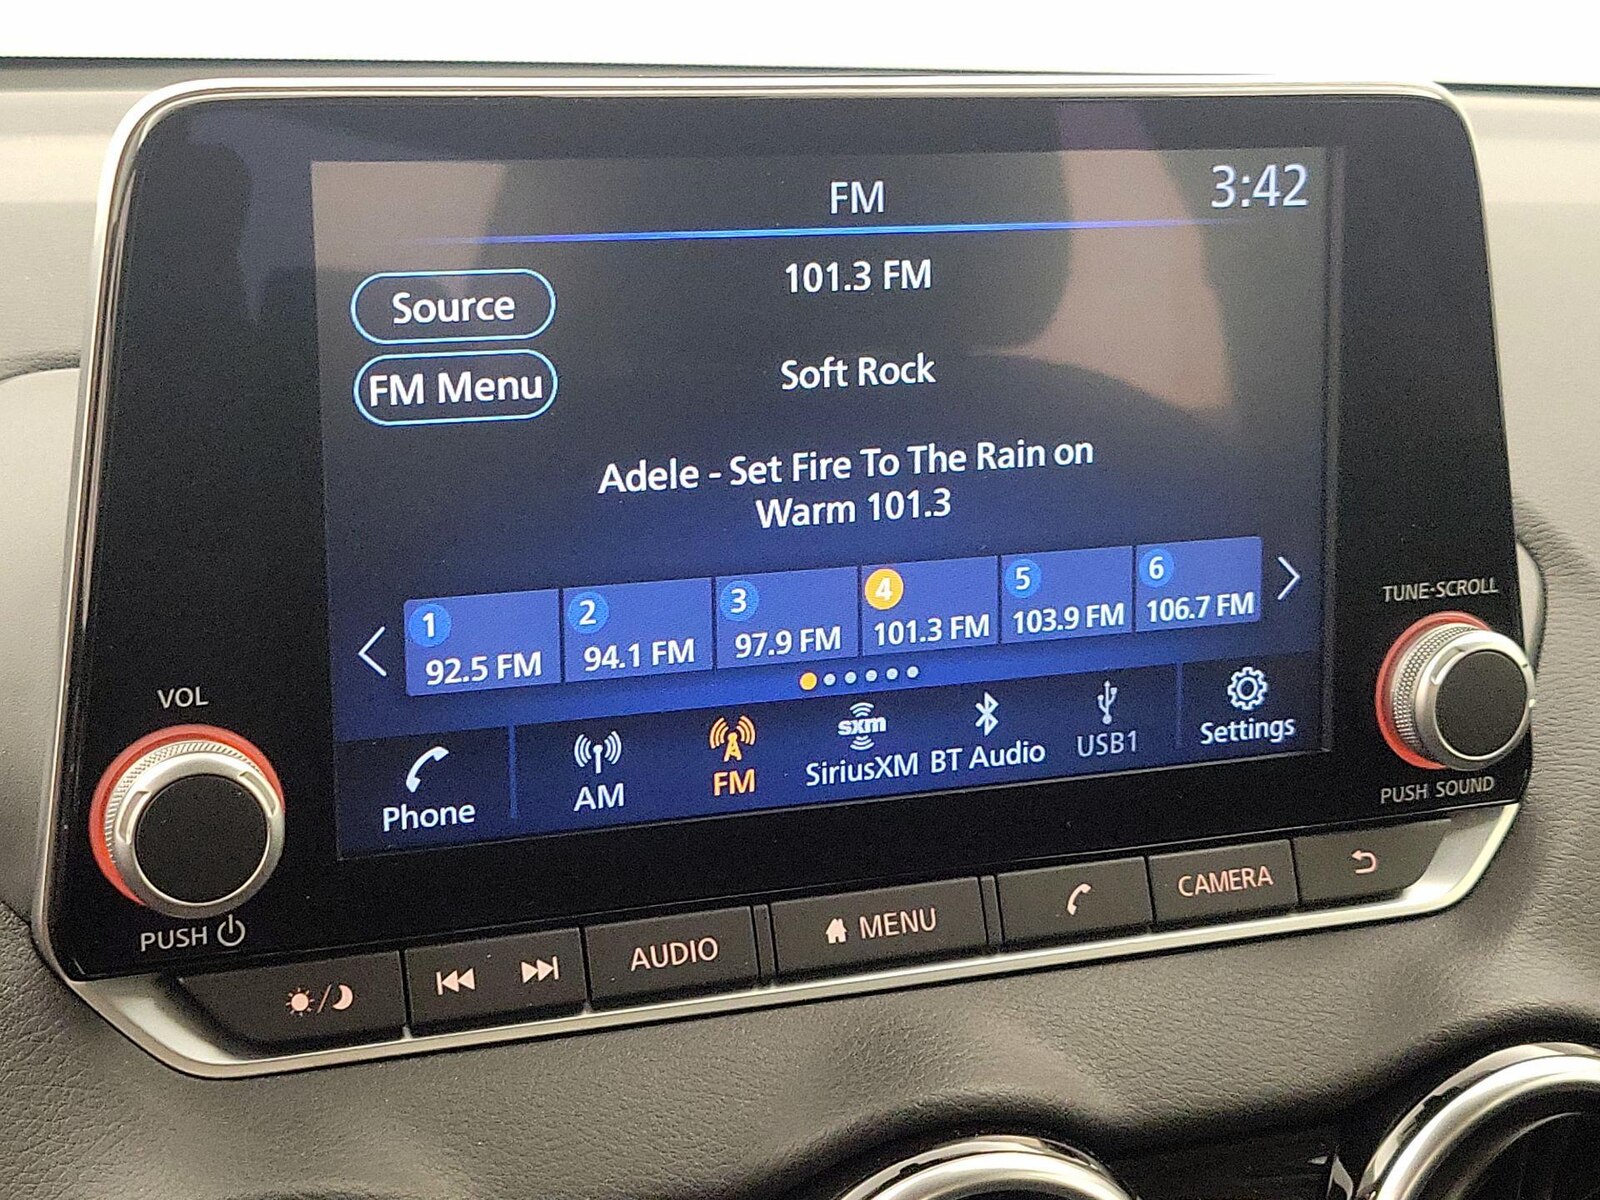 FM
3:42
101.3 FM
Source
Soft Rock
FM Menu
Adele - Set Fire To The Rain on
Warm 101.3
1
92.5 FM
2
94.1 FM
3
97.9 FM
4
101.3 FM
5
103.9 FM
6
106.7 FM
Phone
AM
FM
sxm
SiriusXM
BT Audio
USB1
Settings
VOL
PUSH
TUNE·SCROLL
PUSH SOUND
AUDIO
MENU
CAMERA